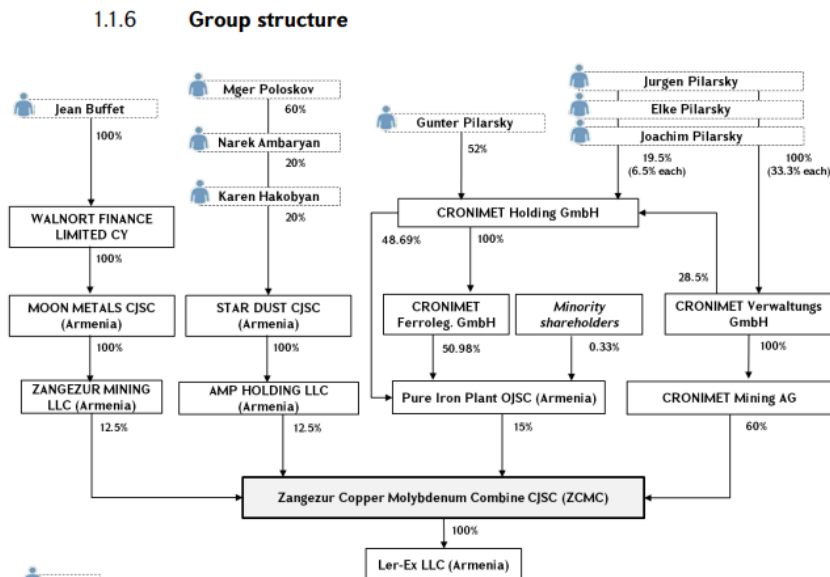 1.1.6 Group structure
Jean Buffet
100%
WALNORT FINANCE
LIMITED CY
100%
MOON METALS CJSC
(Armenia)
100%
ZANGEZUR MINING
LLC (Armenia)
12.5%
Mger Poloskov
60%
Narek Ambaryan
20%
Karen Hakobyan
20%
STAR DUST CJSC
(Armenia)
100%
AMP HOLDING LLC
(Armenia)
12.5%
Gunter Pilarsky
52%
Jurgen Pilarsky
Elke Pilarsky
Joachim Pilarsky
19.5%
(6.5% each)
100%
(33.3% each)
CRONIMET Holding GmbH
48.69%
100%
28.5%
CRONIMET
Ferroleg. GmbH
50.98%
Minority
shareholders
0.33%
CRONIMET Verwaltungs
GmbH
100%
Pure Iron Plant OJSC (Armenia)
15%
CRONIMET Mining AG
60%
Zangezur Copper Molybdenum Combine CJSC (ZCMC)
100%
Ler-Ex LLC (Armenia)